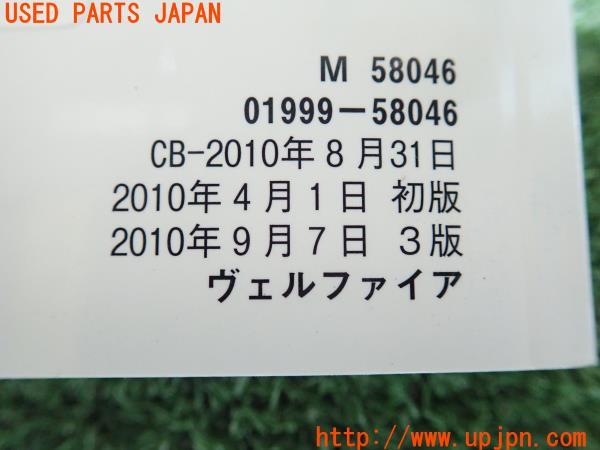 USED PARTS JAPAN
M 58046
01999-58046
CB-2010年8月31日
2010年4月1日 初版
2010年9月7日 3版
ヴェルファイア
http://www.upjpn.com